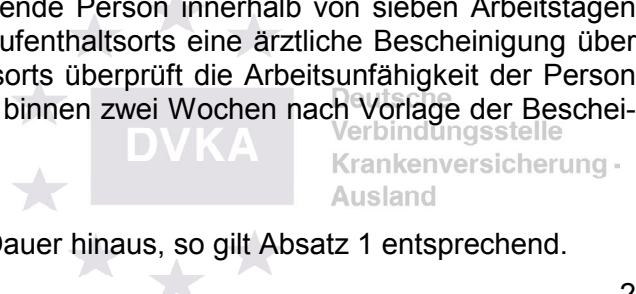 ende Person innerhalb von sieben Arbeitstagen
ufenthaltsorts eine ärztliche Bescheinigung über
sorts überprüft die Arbeitsunfähigkeit der Person
binnen zwei Wochen nach Vorlage der Beschei-
DVKA
Deutsche
Verbindungsstelle
Krankenversicherung -
Ausland
Dauer hinaus, so gilt Absatz 1 entsprechend.